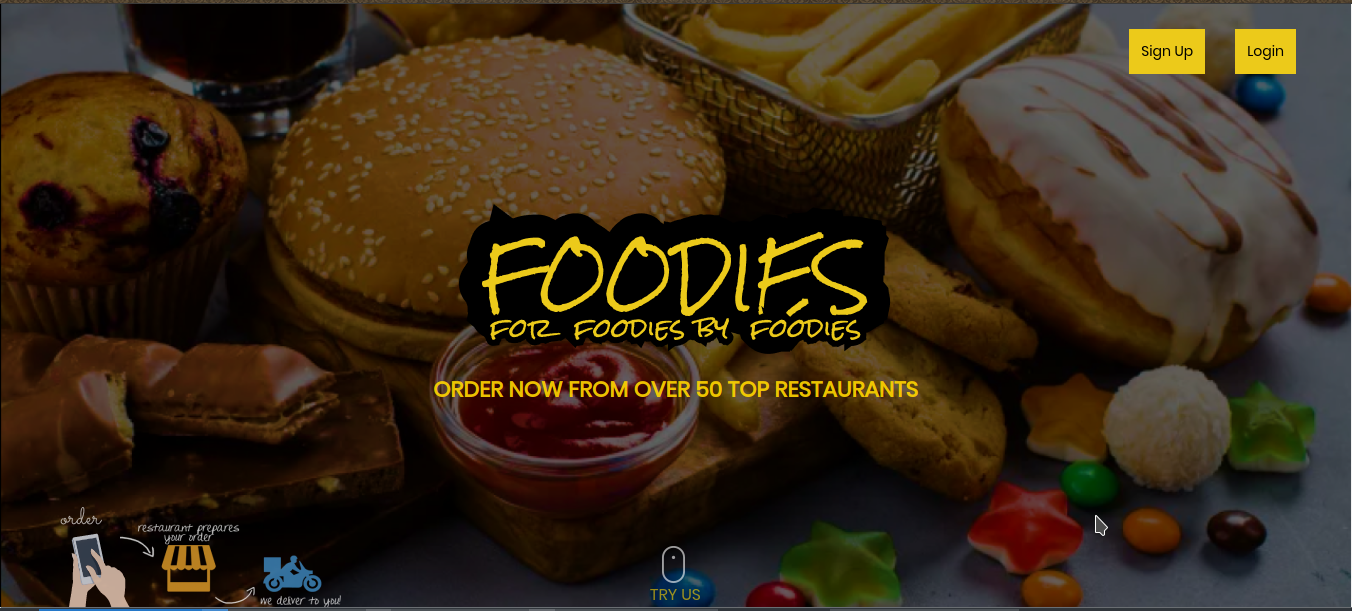 Sign Up
Login
FOODIES
FOR FOODIES BY FOODIES
ORDER NOW FROM OVER 50 TOP RESTAURANTS
order
restaurant prepares
your order
we deliver to you!
TRY US